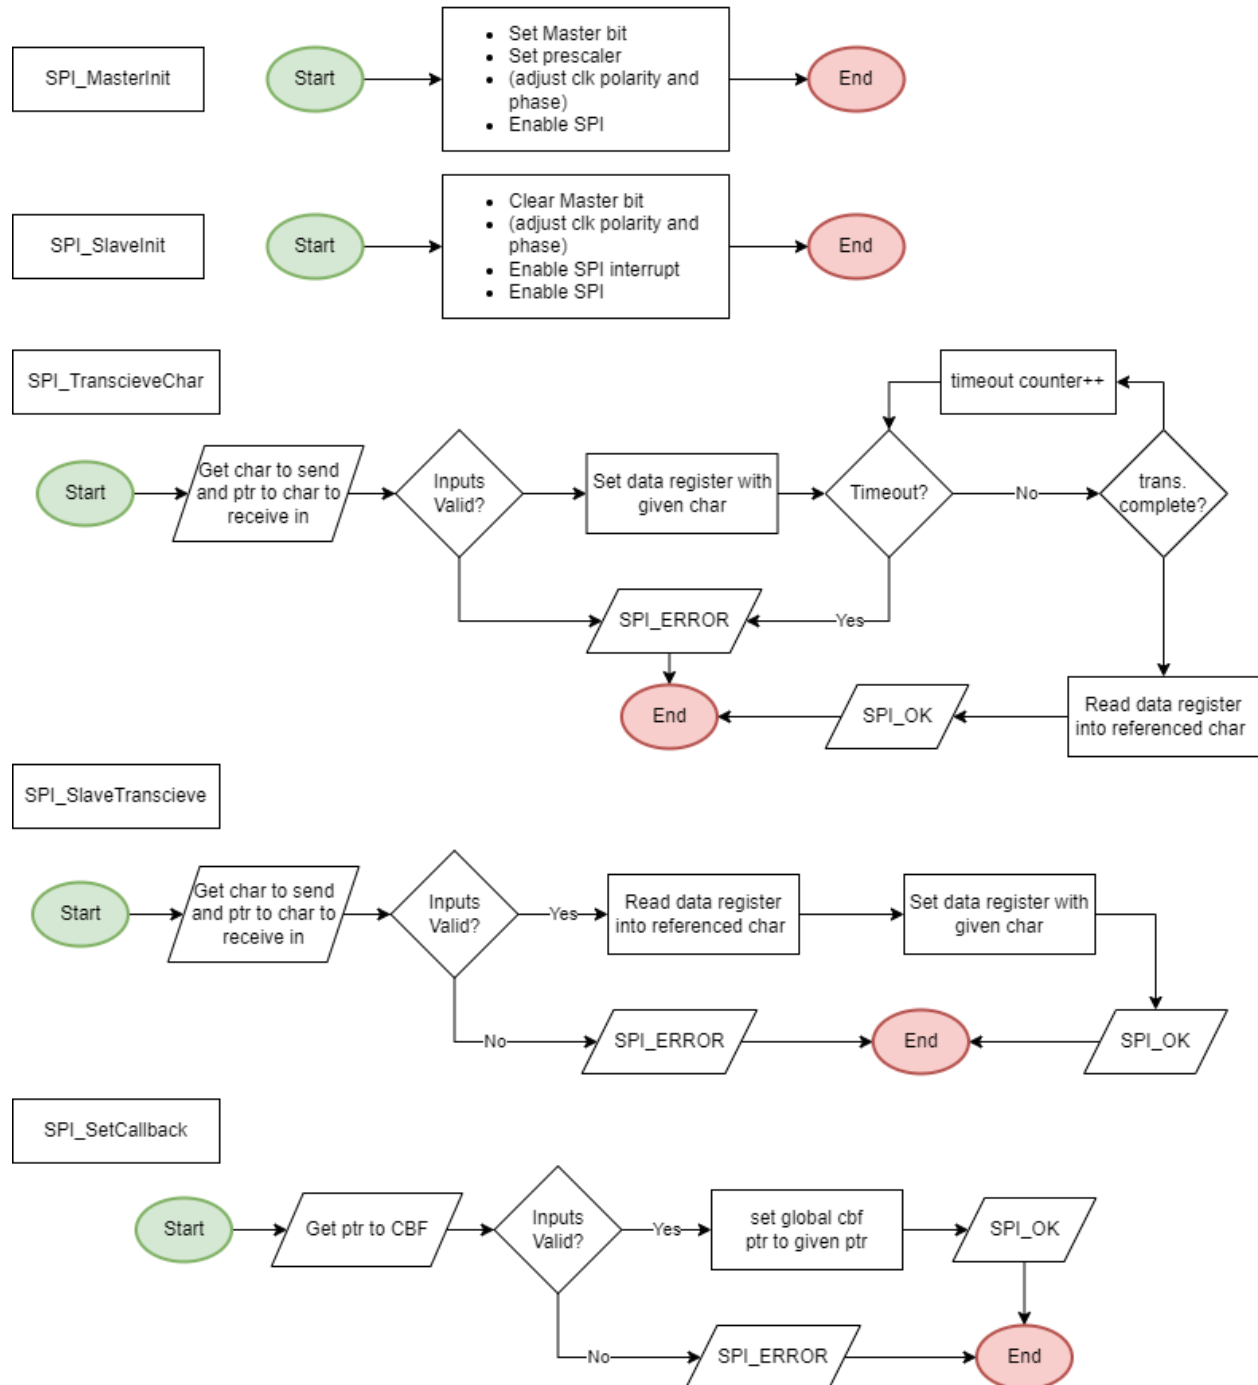 SPI_MasterInit
Start
• Set Master bit
• Set prescaler
• (adjust clk polarity and
phase)
• Enable SPI
End
SPI_SlaveInit
Start
• Clear Master bit
• (adjust clk polarity and
phase)
• Enable SPI interrupt
• Enable SPI
End
SPI_TranscieveChar
timeout counter++
Start
Get char to send
and ptr to char to
receive in
Inputs
Valid?
Set data register with
given char
Timeout?
No
trans.
complete?
SPI_ERROR
Yes
End
SPI_OK
Read data register
into referenced char
SPI_SlaveTranscieve
Start
Get char to send
and ptr to char to
receive in
Inputs
Valid?
Yes
Read data register
into referenced char
Set data register with
given char
No
SPI_ERROR
End
SPI_OK
SPI_SetCallback
Start
Get ptr to CBF
Inputs
Valid?
Yes
set global cbf
ptr to given ptr
SPI_OK
No
SPI_ERROR
End